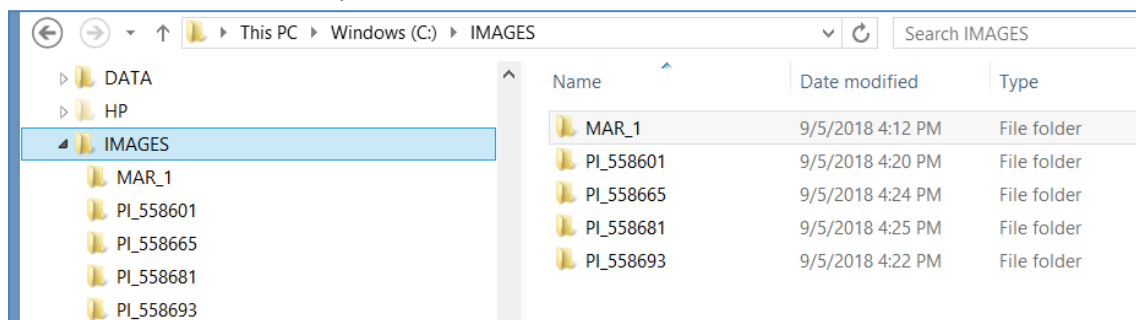 This PC Windows (C:) IMAGES Search IMAGES
DATA
HP
IMAGES
MAR_1
PI_558601
PI_558665
PI_558681
PI_558693
Name Date modified Type
MAR_1 9/5/2018 4:12 PM File folder
PI_558601 9/5/2018 4:20 PM File folder
PI_558665 9/5/2018 4:24 PM File folder
PI_558681 9/5/2018 4:25 PM File folder
PI_558693 9/5/2018 4:22 PM File folder